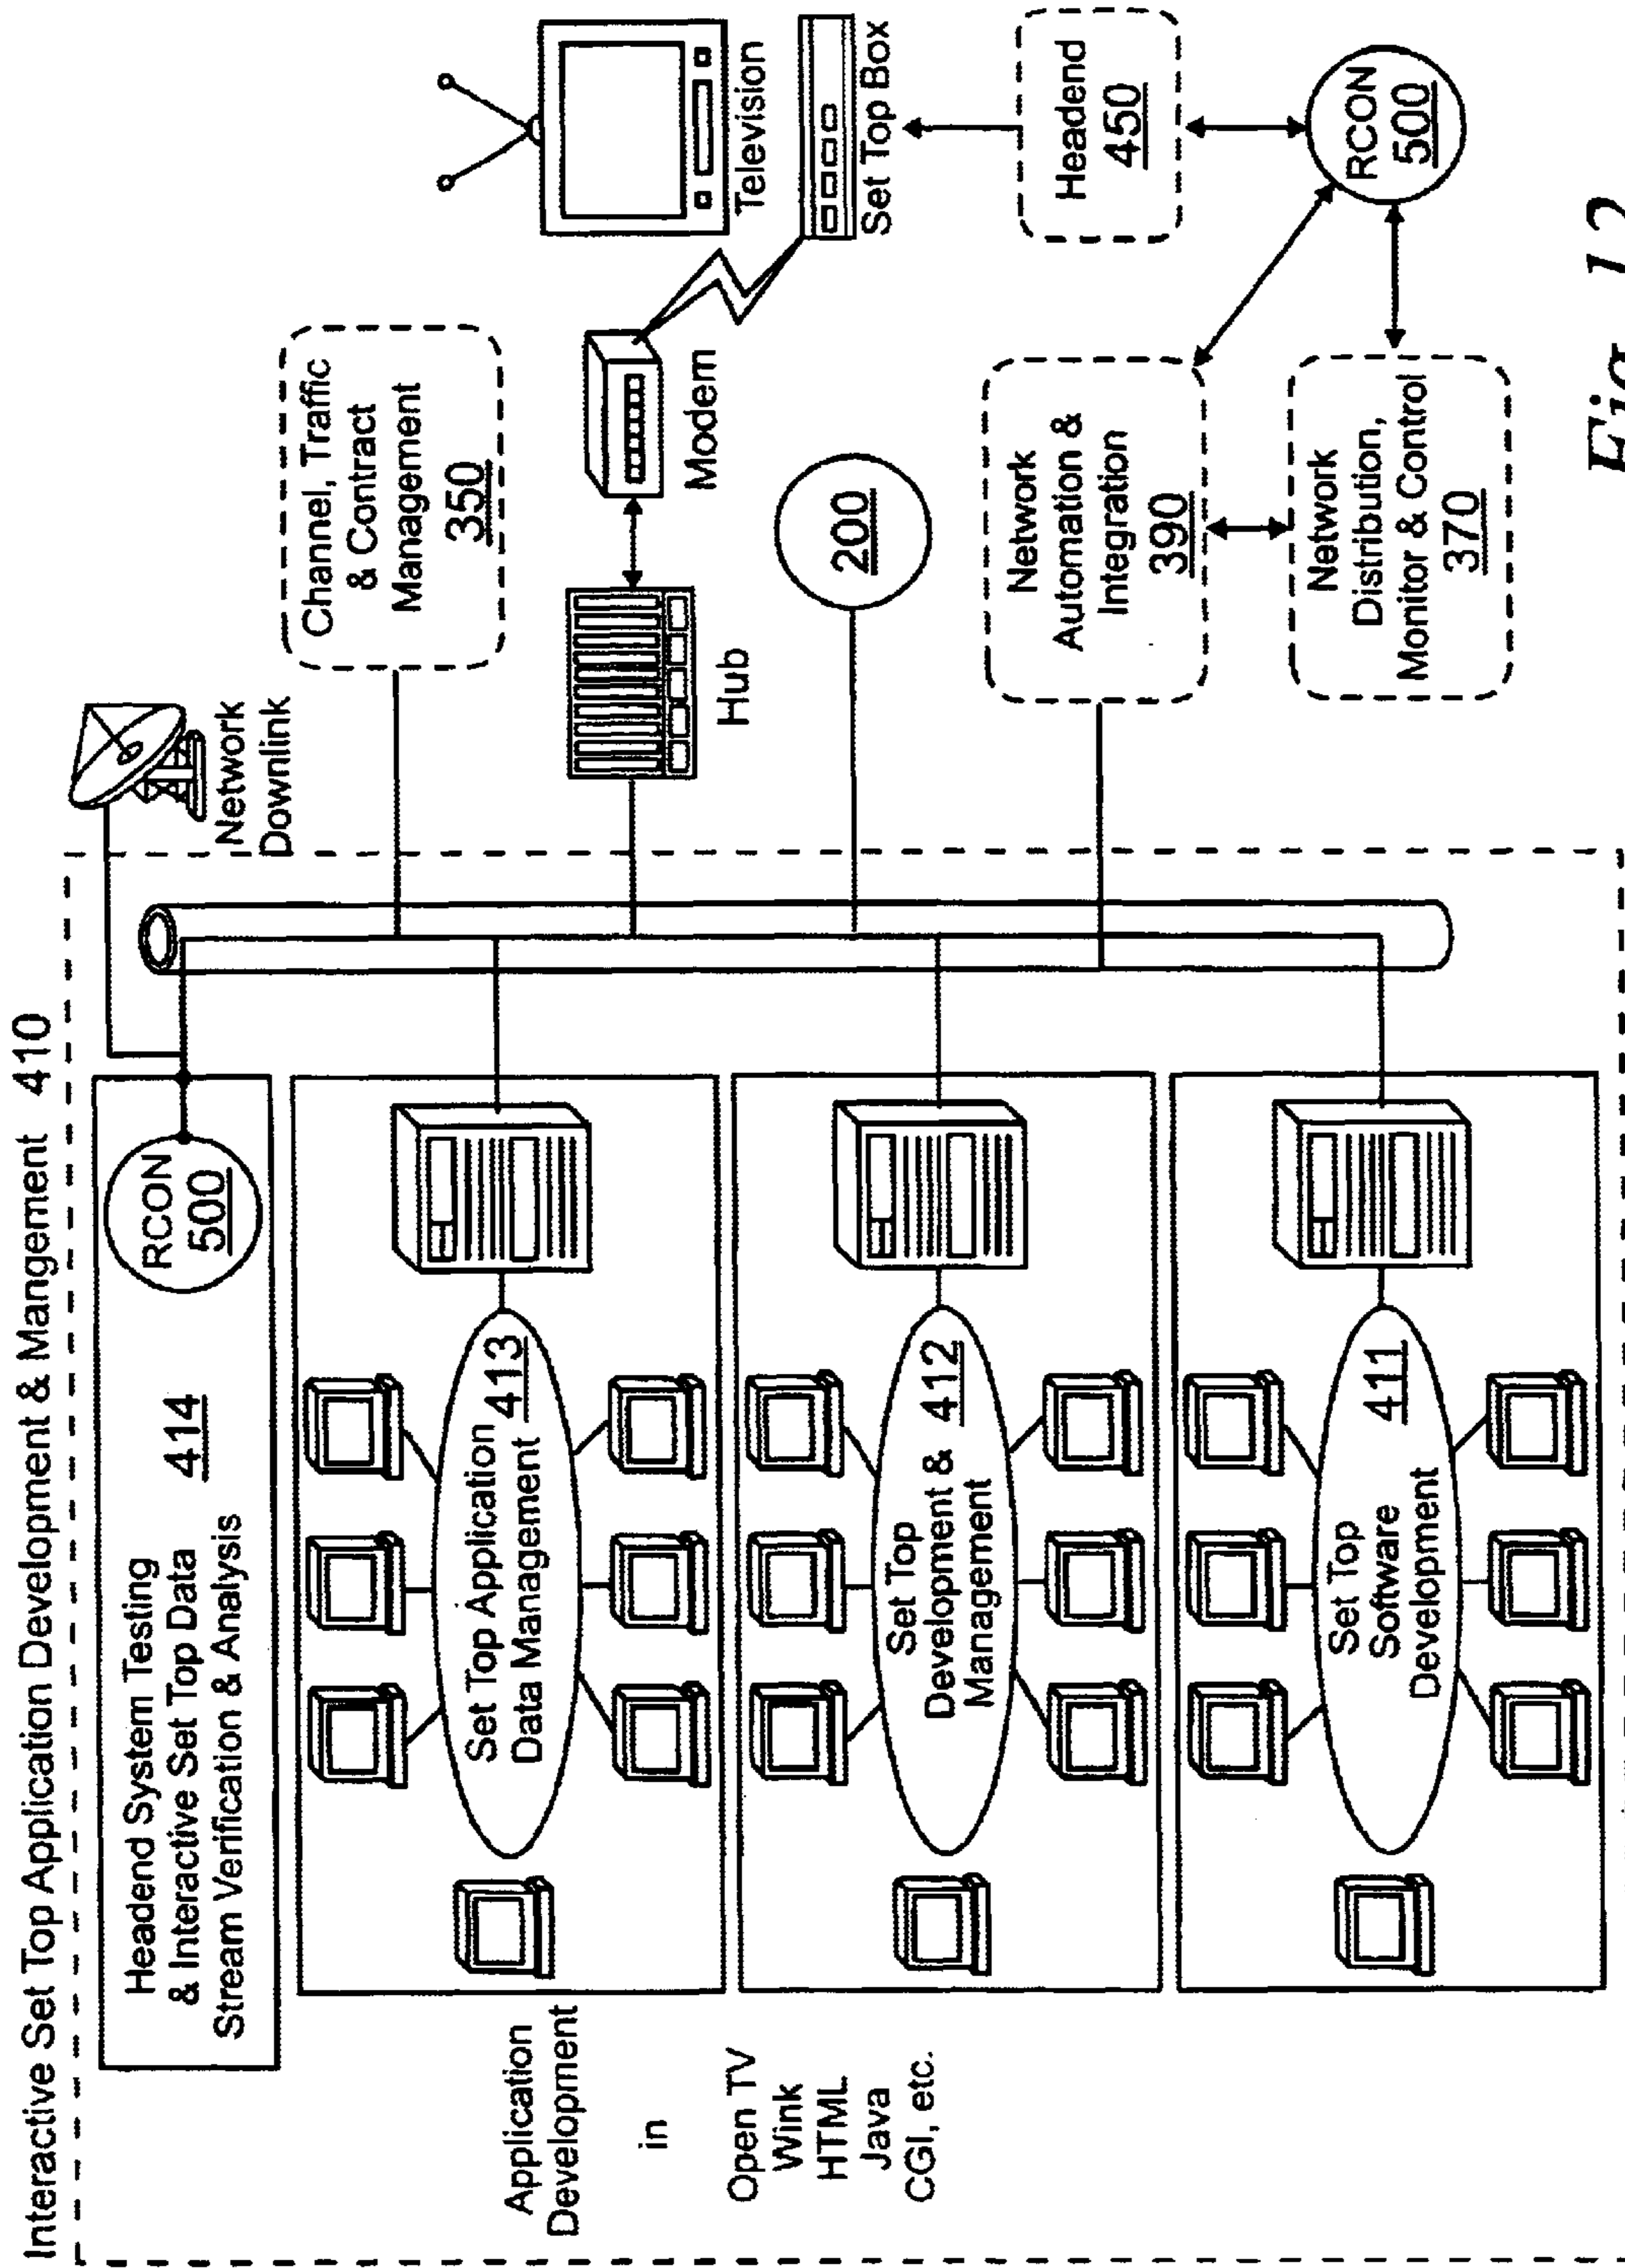 Interactive Set Top Application Development & Mangement 410
Headend System Testing
& Interactive Set Top Data 414
Stream Verification & Analysis
RCON
500
Network
Downlink
Application
Development
in
Open TV
Wink
HTML
Java
CGI, etc.
Set Top Application
Data Management 413
Set Top
Development & 412
Management
Set Top
Software 411
Development
Channel, Traffic
& Contract
Management
350
Hub
Modem
Television
Set Top Box
200
Network
Automation &
Integration
390
Network
Distribution,
Monitor & Control
370
Headend
450
RCON
500
Fig. 12